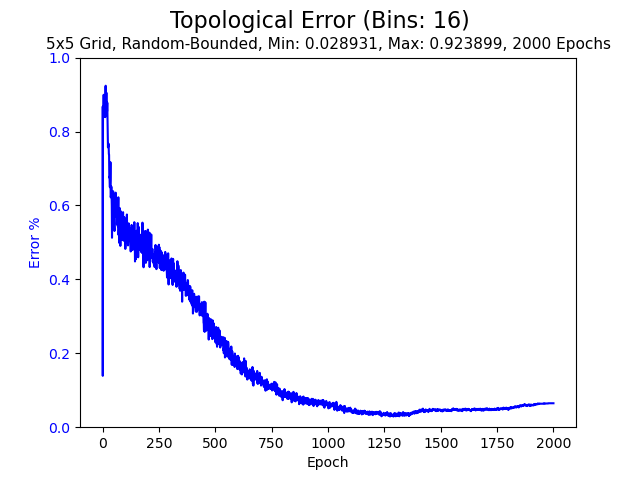 Topological Error (Bins: 16)
5x5 Grid, Random-Bounded, Min: 0.028931, Max: 0.923899, 2000 Epochs
1.0
0.8
0.6
0.4
0.2
0.0
Error %
0 250 500 750 1000 1250 1500 1750 2000
Epoch